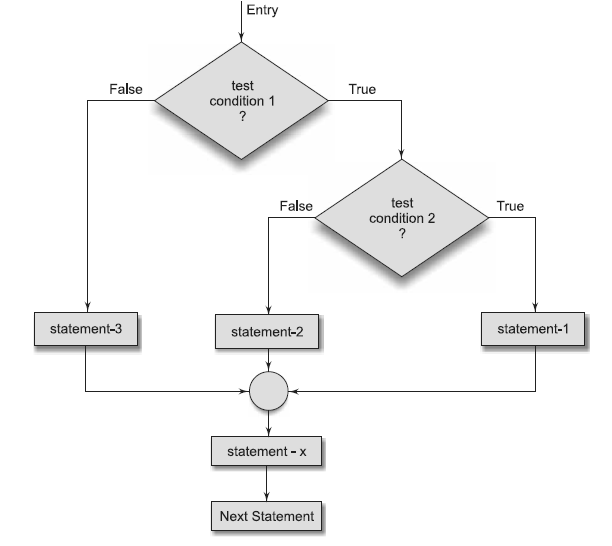 Entry
test
condition 1
?
False
True
test
condition 2
?
False
True
statement-3
statement-2
statement-1
statement - x
Next Statement